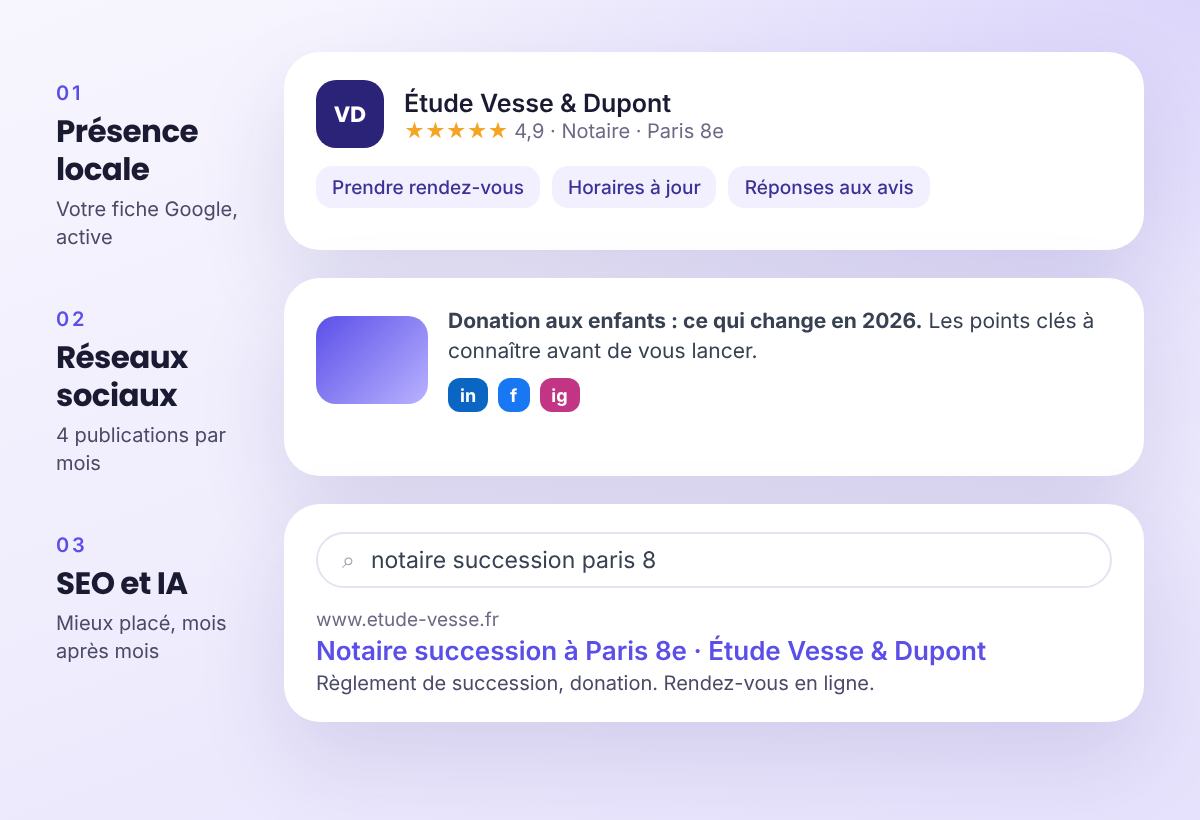 01
Présence
locale
Votre fiche Google,
active
VD
Étude Vesse & Dupont
★★★★★ 4,9 · Notaire · Paris 8e
Prendre rendez-vous
Horaires à jour
Réponses aux avis
02
Réseaux
sociaux
4 publications par
mois
Donation aux enfants : ce qui change en 2026. Les points clés à
connaître avant de vous lancer.
in
f
ig
03
SEO et IA
Mieux placé, mois
après mois
notaire succession paris 8
www.etude-vesse.fr
Notaire succession à Paris 8e · Étude Vesse & Dupont
Règlement de succession, donation. Rendez-vous en ligne.